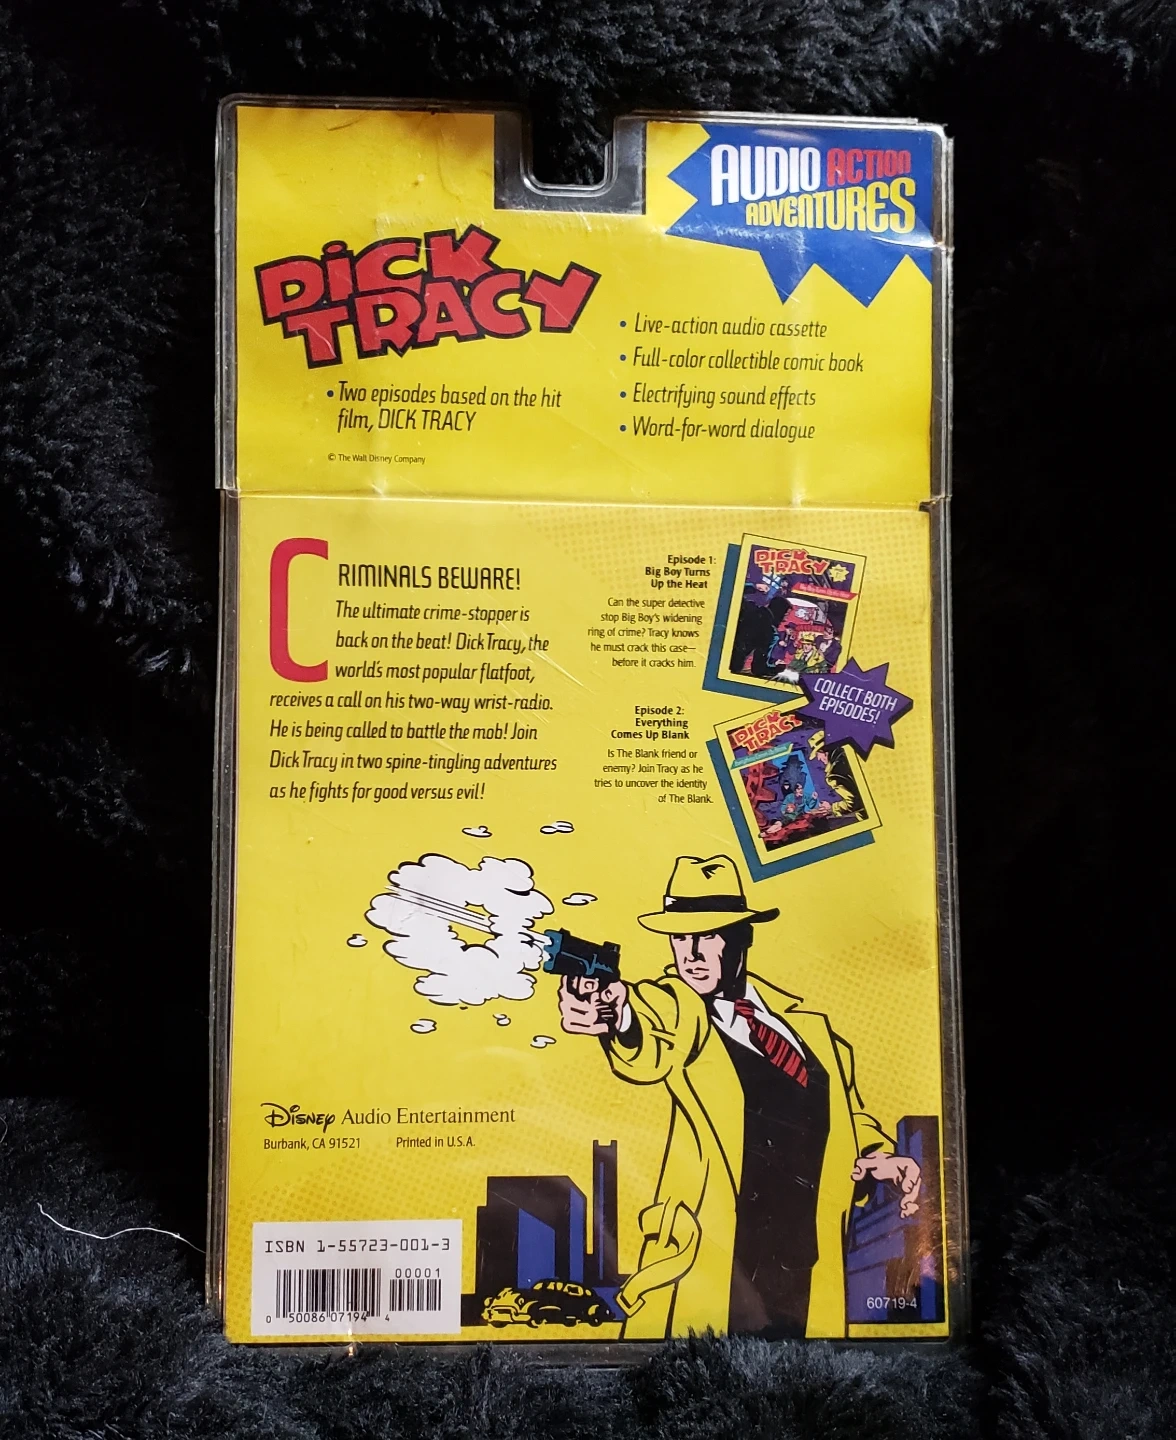 AUDIO ACTION
ADVENTURES
DICK
TRACY
• Two episodes based on the hit
film, DICK TRACY
© The Walt Disney Company
• Live-action audio cassette
• Full-color collectible comic book
• Electrifying sound effects
• Word-for-word dialogue
CRIMINALS BEWARE!
The ultimate crime-stopper is
back on the beat! Dick Tracy, the
world's most popular flatfoot,
receives a call on his two-way wrist-radio.
He is being called to battle the mob! Join
Dick Tracy in two spine-tingling adventures
as he fights for good versus evil!
Episode 1:
Big Boy Turns
Up the Heat
Can the super detective
stop Big Boy's widening
ring of crime? Tracy knows
he must crack this case—
before it cracks him.
DICK
TRACY
COLLECT BOTH
EPISODES!
Episode 2:
Everything
Comes Up Blank
Is The Blank friend or
enemy? Join Tracy as he
tries to uncover the identity
of The Blank.
DICK
TRACY
Disney Audio Entertainment
Burbank, CA 91521 Printed in U.S.A.
ISBN 1-55723-001-3
00001
0 50086 07194 4
60719-4